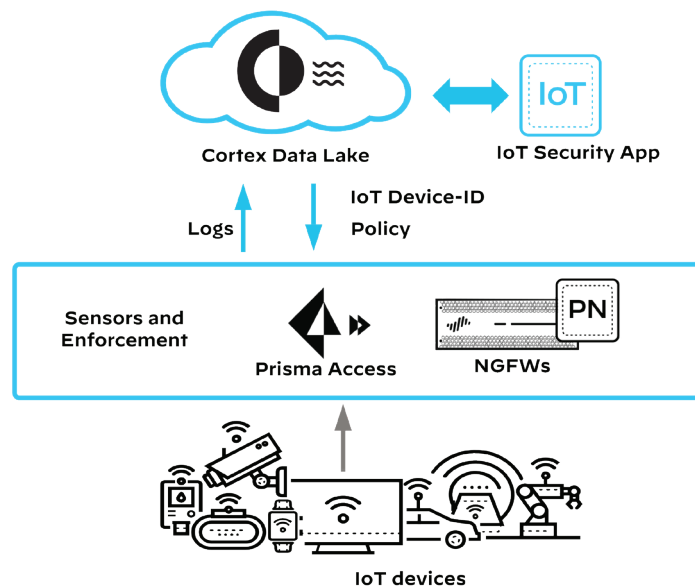 IoT
Cortex Data Lake
IoT Security App
Logs
IoT Device-ID
Policy
Sensors and
Enforcement
Prisma Access
PN
NGFWs
IoT devices